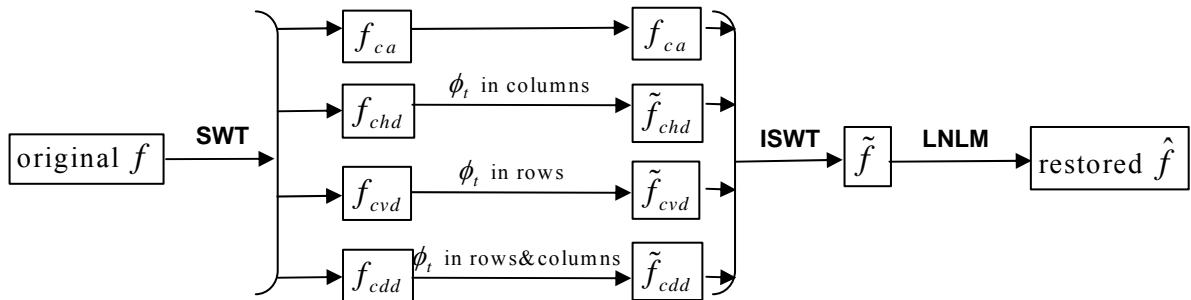 original f
SWT
f_ca
f_ca
f_chd
ϕ_t in columns
f̃_chd
f_cvd
ϕ_t in rows
f̃_cvd
f_cdd
ϕ_t in rows&columns
f̃_cdd
ISWT
f̃
LNLM
restored f̂